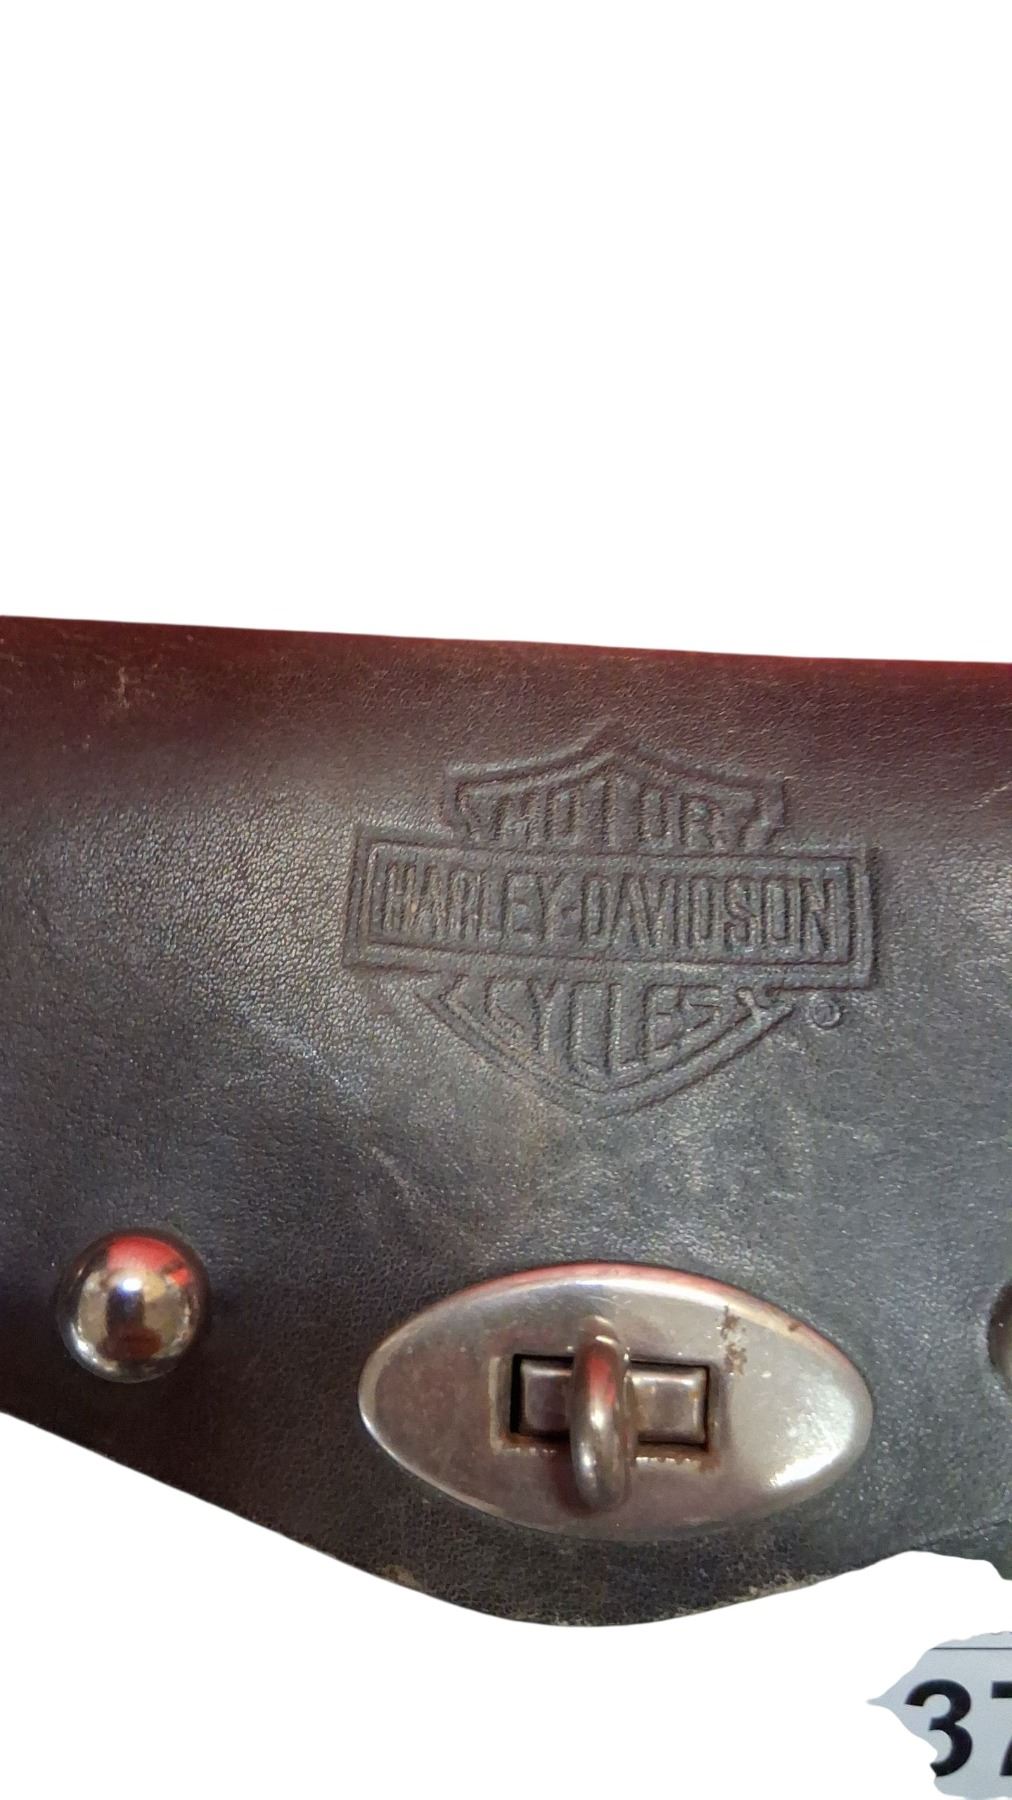 MOTOR
HARLEY-DAVIDSON
CYCLES ®
37